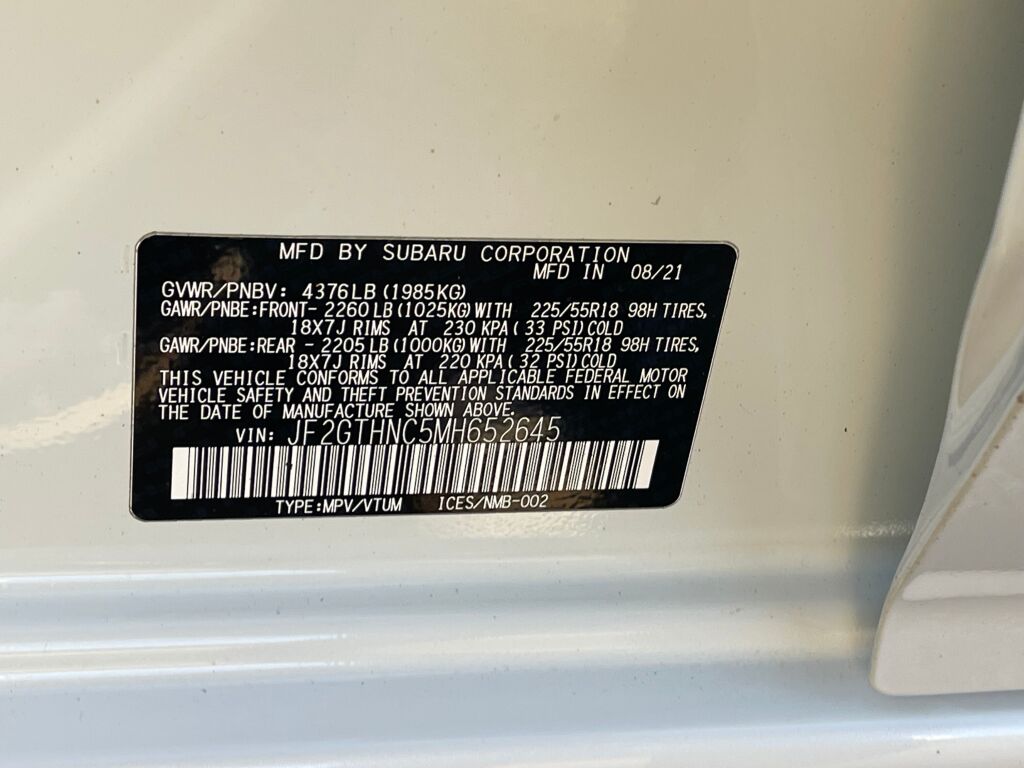 MFD BY SUBARU CORPORATION
MFD IN 08/21
GVWR/PNBV: 4376LB (1985KG)
GAWR/PNBE:FRONT- 2260LB (1025KG) WITH 225/55R18 98H TIRES,
18X7J RIMS AT 230 KPA ( 33 PSI) COLD
GAWR/PNBE:REAR - 2205LB (1000KG) WITH 225/55R18 98H TIRES,
18X7J RIMS AT 220 KPA ( 32 PSI) COLD
THIS VEHICLE CONFORMS TO ALL APPLICABLE FEDERAL MOTOR
VEHICLE SAFETY AND THEFT PREVENTION STANDARDS IN EFFECT ON
THE DATE OF MANUFACTURE SHOWN ABOVE.
VIN: JF2GTHNC5MH652645
TYPE:MPV/VTUM ICES/NMB-002